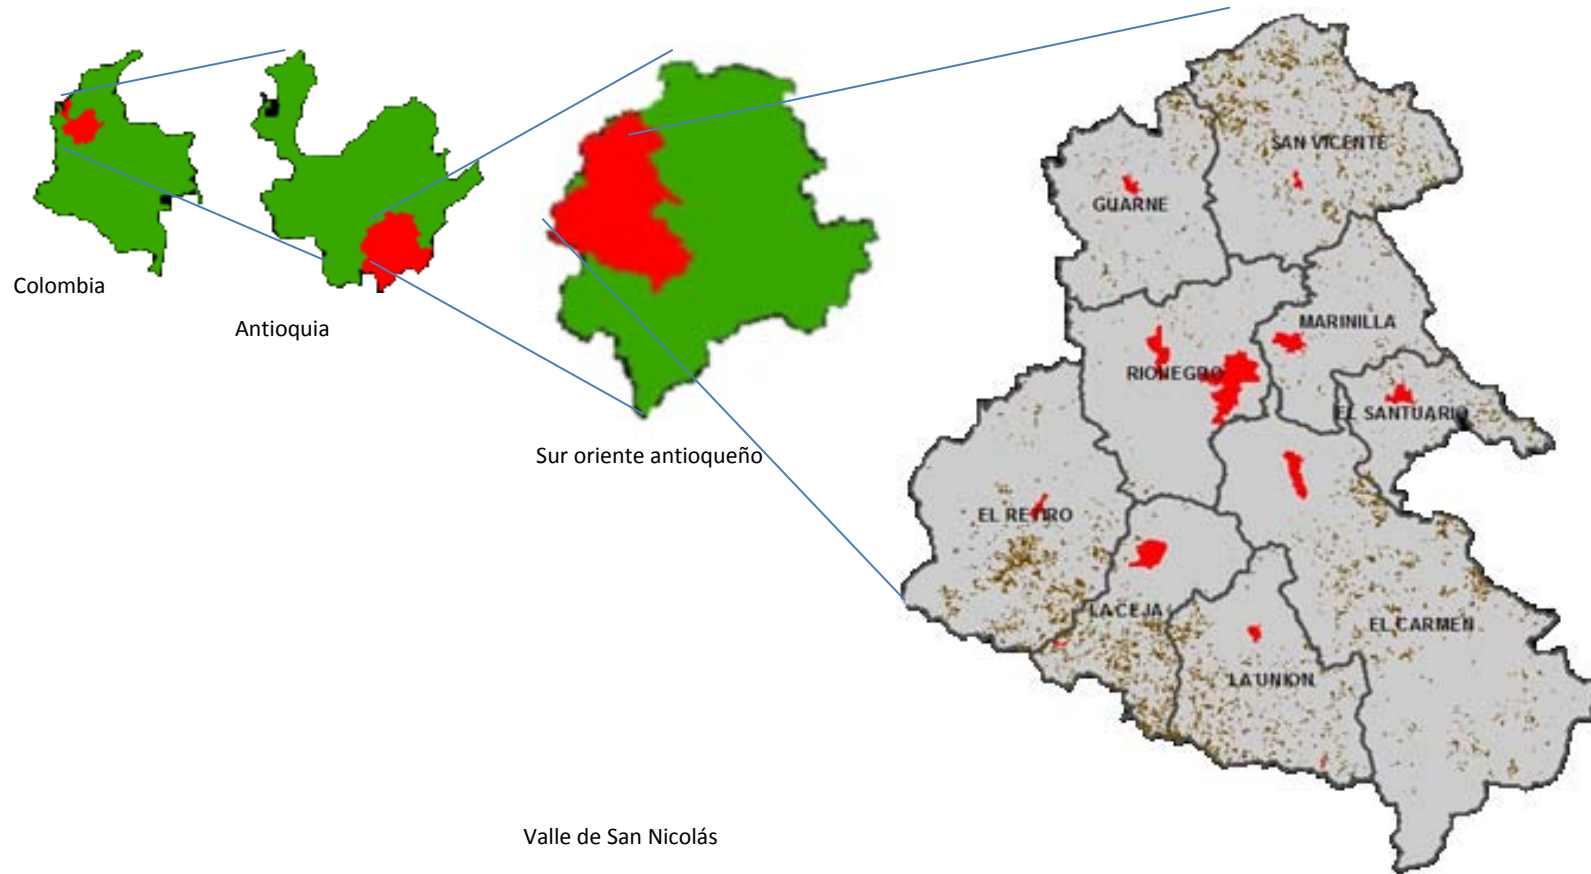 Colombia
Antioquia
Sur oriente antioqueño
Valle de San Nicolás
SAN VICENTE
GUARNE
MARINILLA
RIONEGRO
EL SANTUARIO
EL RETIRO
LA CEJA
EL CARMEN
LA UNION